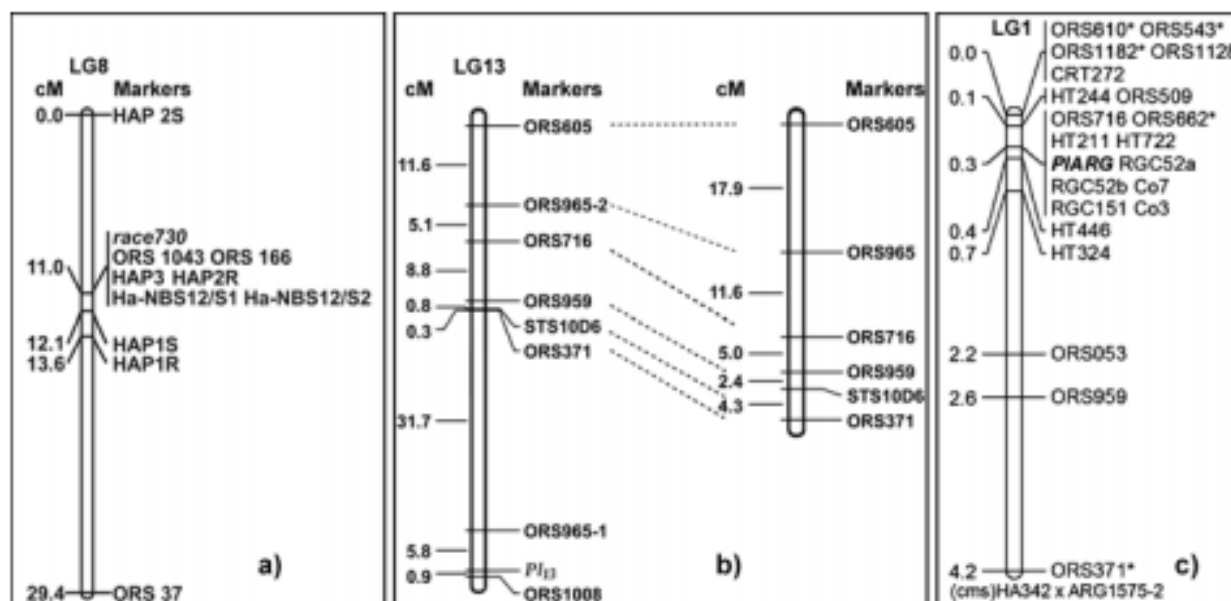 LG8
cM Markers
0.0 HAP 2S
race730
ORS 1043 ORS 166
11.0 HAP3 HAP2R
Ha-NBS12/S1 Ha-NBS12/S2
12.1 HAP1S
13.6 HAP1R
29.4 ORS 37
a)
LG13
cM Markers
ORS605
11.6
ORS965-2
5.1
ORS716
8.8
ORS959
0.8 STS10D6
0.3 ORS371
31.7
ORS965-1
5.8
Pl13
0.9
ORS1008
cM Markers
ORS605
17.9
ORS965
11.6
ORS716
5.0
ORS959
2.4
STS10D6
4.3
ORS371
b)
LG1
ORS610* ORS543*
0.0 ORS1182* ORS1128
CRT272
0.1 HT244 ORS509
ORS716 ORS662*
HT211 HT722
0.3 PlARG RGC52a
RGC52b Co7
RGC151 Co3
0.4 HT446
0.7 HT324
2.2 ORS053
2.6 ORS959
4.2 ORS371*
c)
(cms)HA342 x ARG1575-2